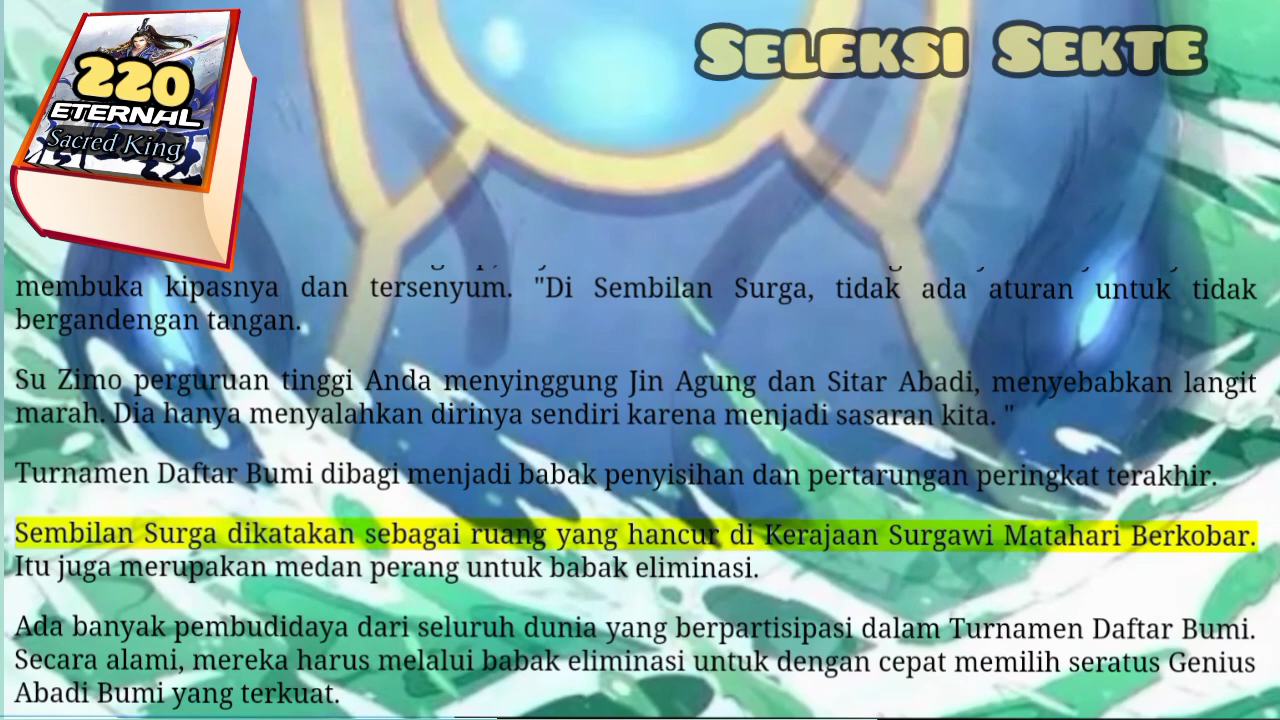 220
ETERNAL
Sacred King
SELEKSI SEKTE
membuka kipasnya dan tersenyum. "Di Sembilan Surga, tidak ada aturan untuk tidak
bergandengan tangan.
Su Zimo perguruan tinggi Anda menyinggung Jin Agung dan Sitar Abadi, menyebabkan langit
marah. Dia hanya menyalahkan dirinya sendiri karena menjadi sasaran kita. "
Turnamen Daftar Bumi dibagi menjadi babak penyisihan dan pertarungan peringkat terakhir.
Sembilan Surga dikatakan sebagai ruang yang hancur di Kerajaan Surgawi Matahari Berkobar.
Itu juga merupakan medan perang untuk babak eliminasi.
Ada banyak pembudidaya dari seluruh dunia yang berpartisipasi dalam Turnamen Daftar Bumi.
Secara alami, mereka harus melalui babak eliminasi untuk dengan cepat memilih seratus Genius
Abadi Bumi yang terkuat.